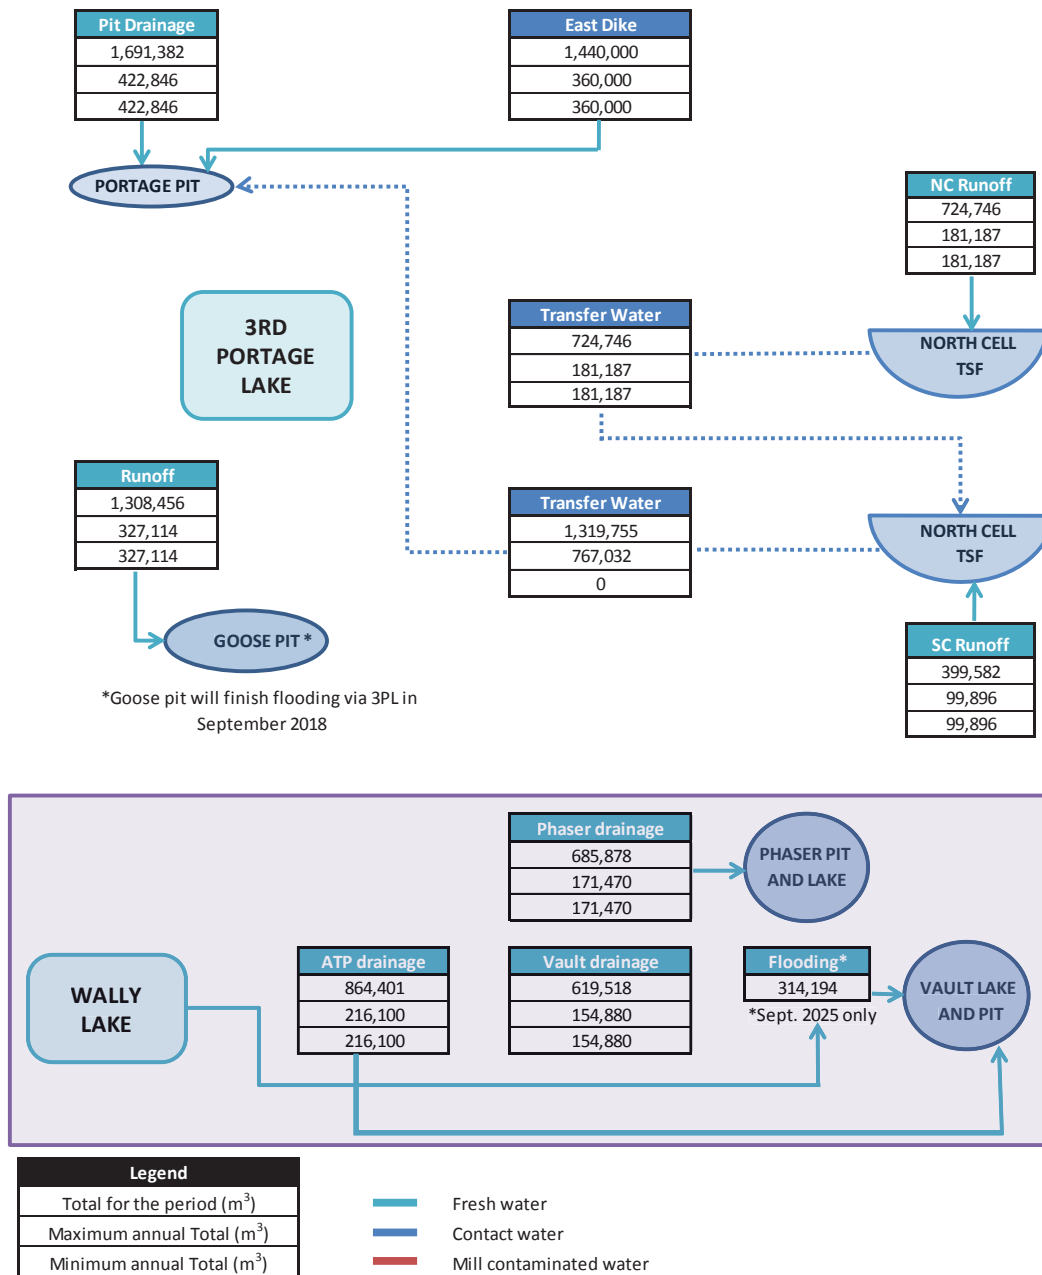 Pit Drainage
1,691,382
422,846
422,846
East Dike
1,440,000
360,000
360,000
PORTAGE PIT
NC Runoff
724,746
181,187
181,187
3RD
PORTAGE
LAKE
Transfer Water
724,746
181,187
181,187
NORTH CELL
TSF
Runoff
1,308,456
327,114
327,114
Transfer Water
1,319,755
767,032
0
NORTH CELL
TSF
GOOSE PIT *
*Goose pit will finish flooding via 3PL in
September 2018
SC Runoff
399,582
99,896
99,896
Phaser drainage
685,878
171,470
171,470
PHASER PIT
AND LAKE
WALLY
LAKE
ATP drainage
864,401
216,100
216,100
Vault drainage
619,518
154,880
154,880
Flooding*
314,194
*Sept. 2025 only
VAULT LAKE
AND PIT
Legend
Total for the period (m³)
Maximum annual Total (m³)
Minimum annual Total (m³)
Fresh water
Contact water
Mill contaminated water